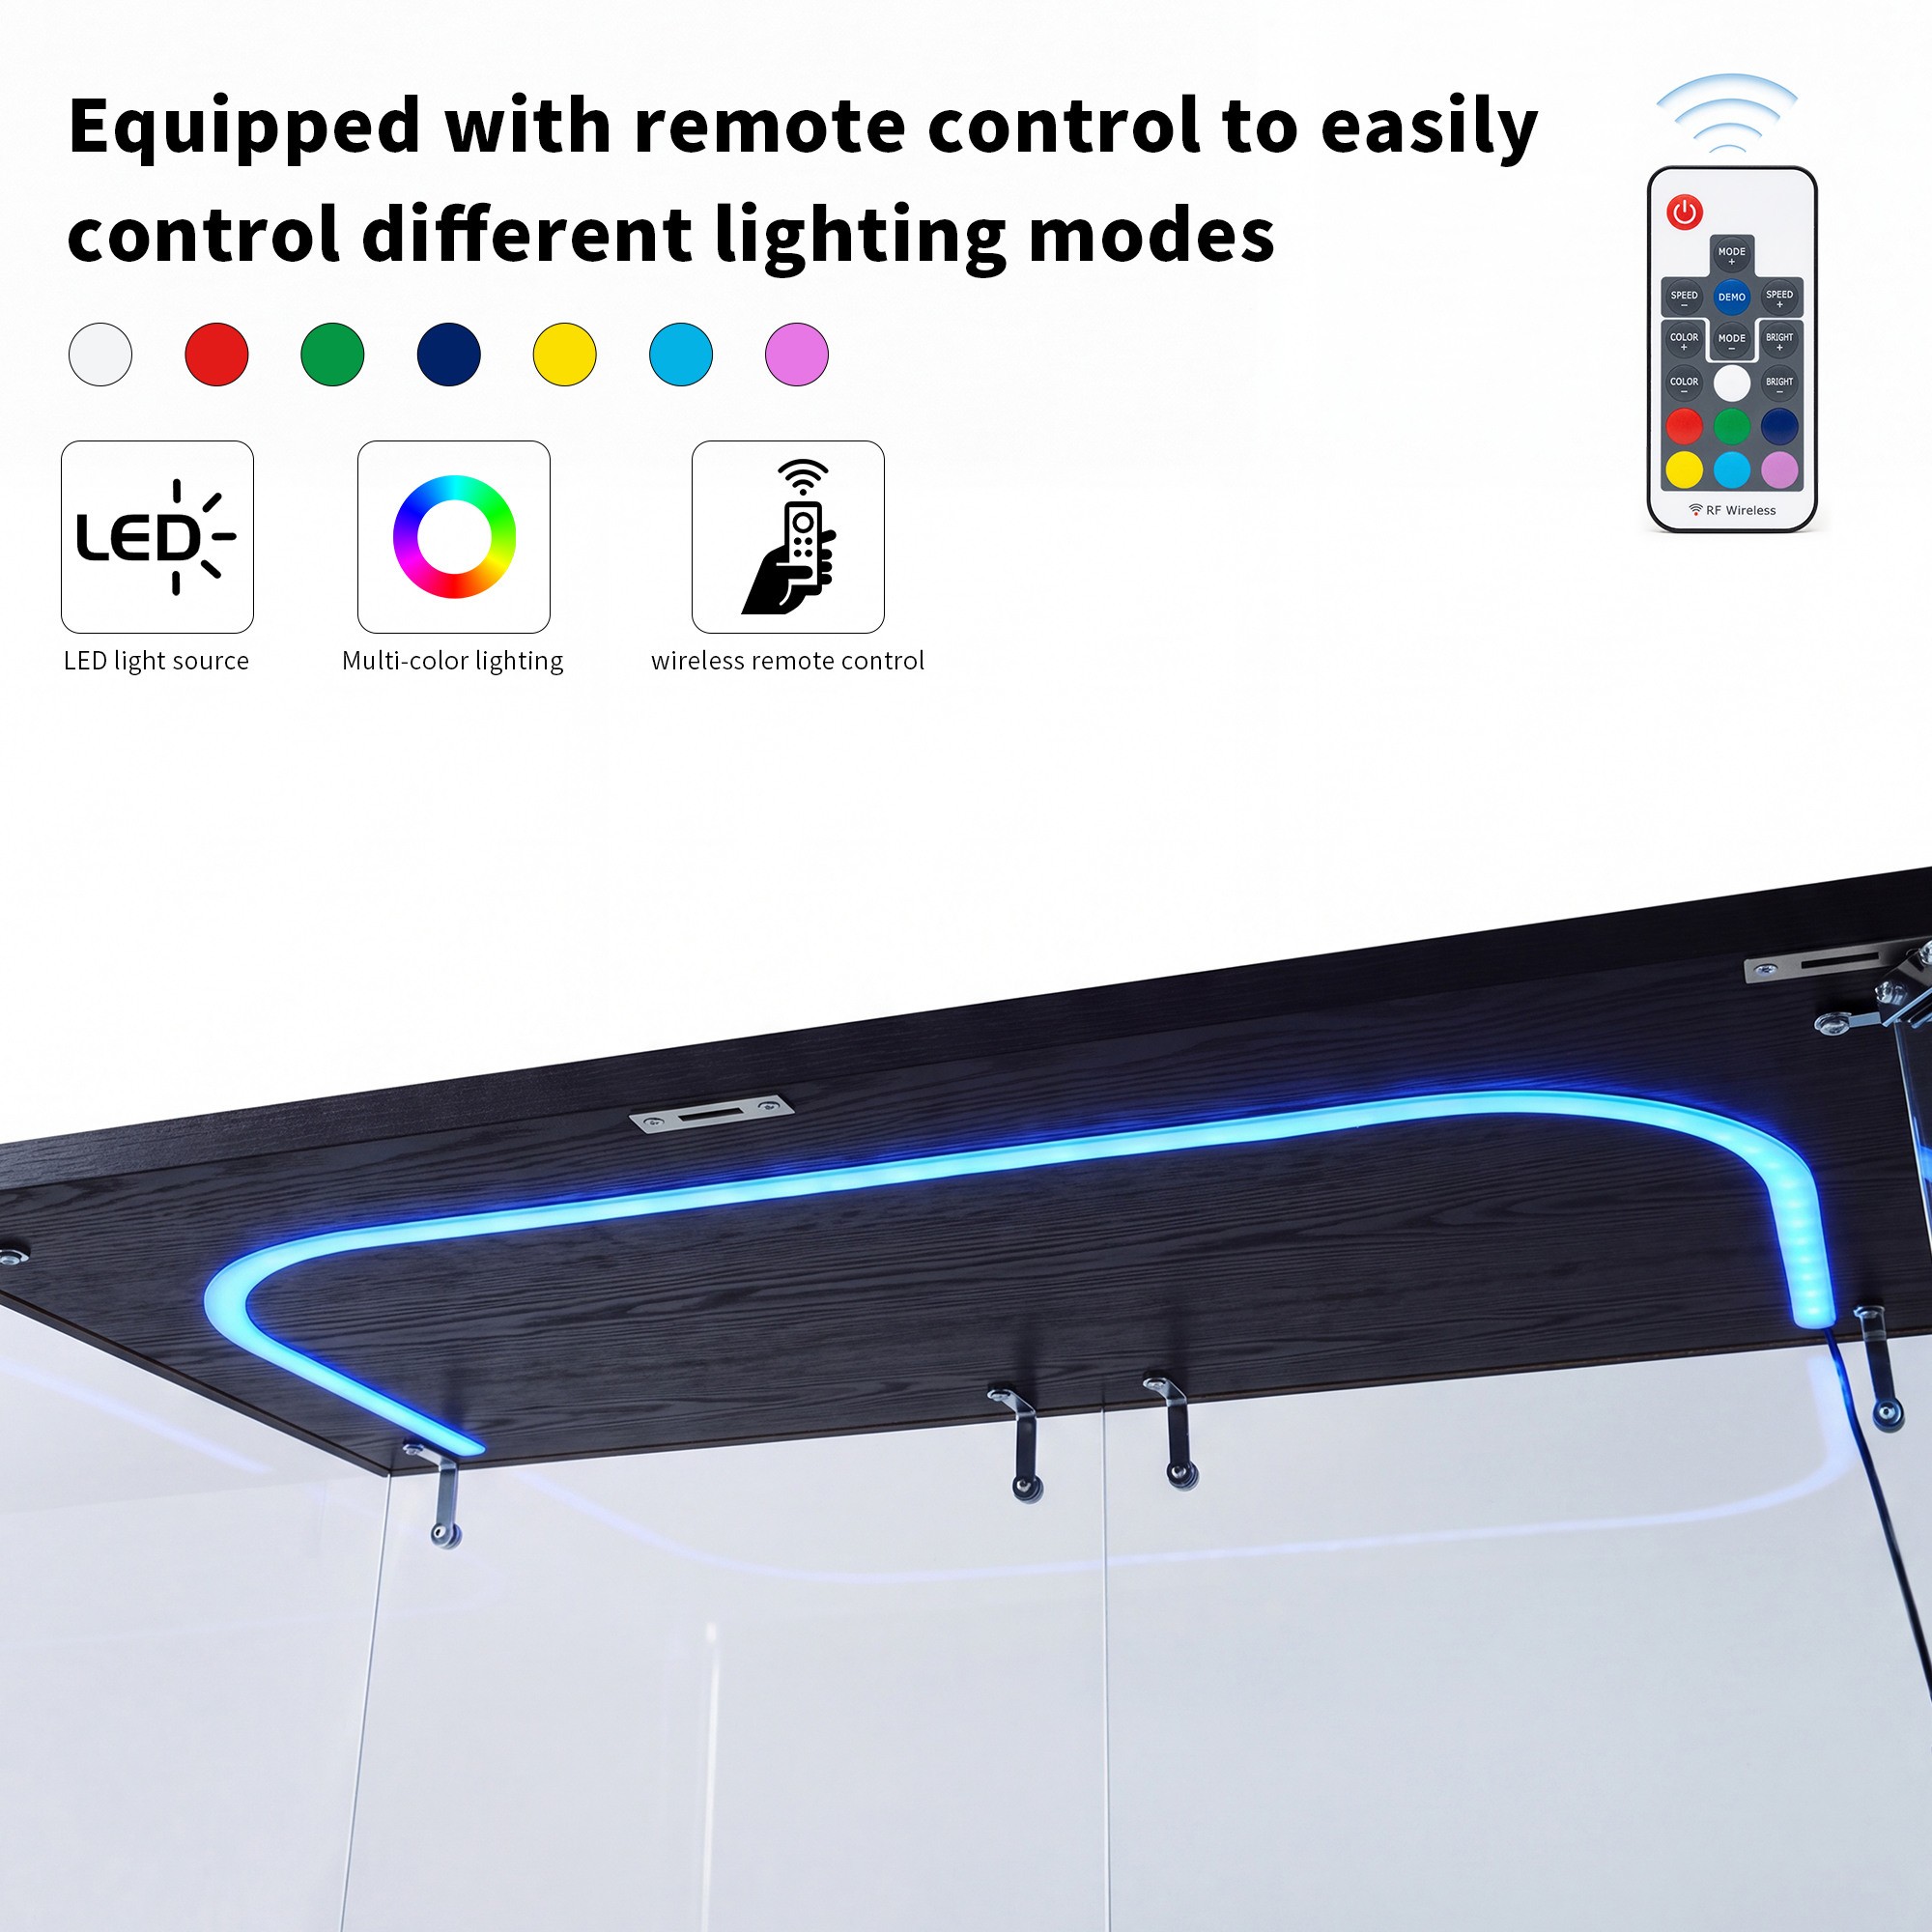 Equipped with remote control to easily
control different lighting modes
MODE
+
SPEED
−
DEMO
SPEED
+
COLOR
+
MODE
−
BRIGHT
+
COLOR
−
BRIGHT
−
RF Wireless
LED
LED light source
Multi-color lighting
wireless remote control